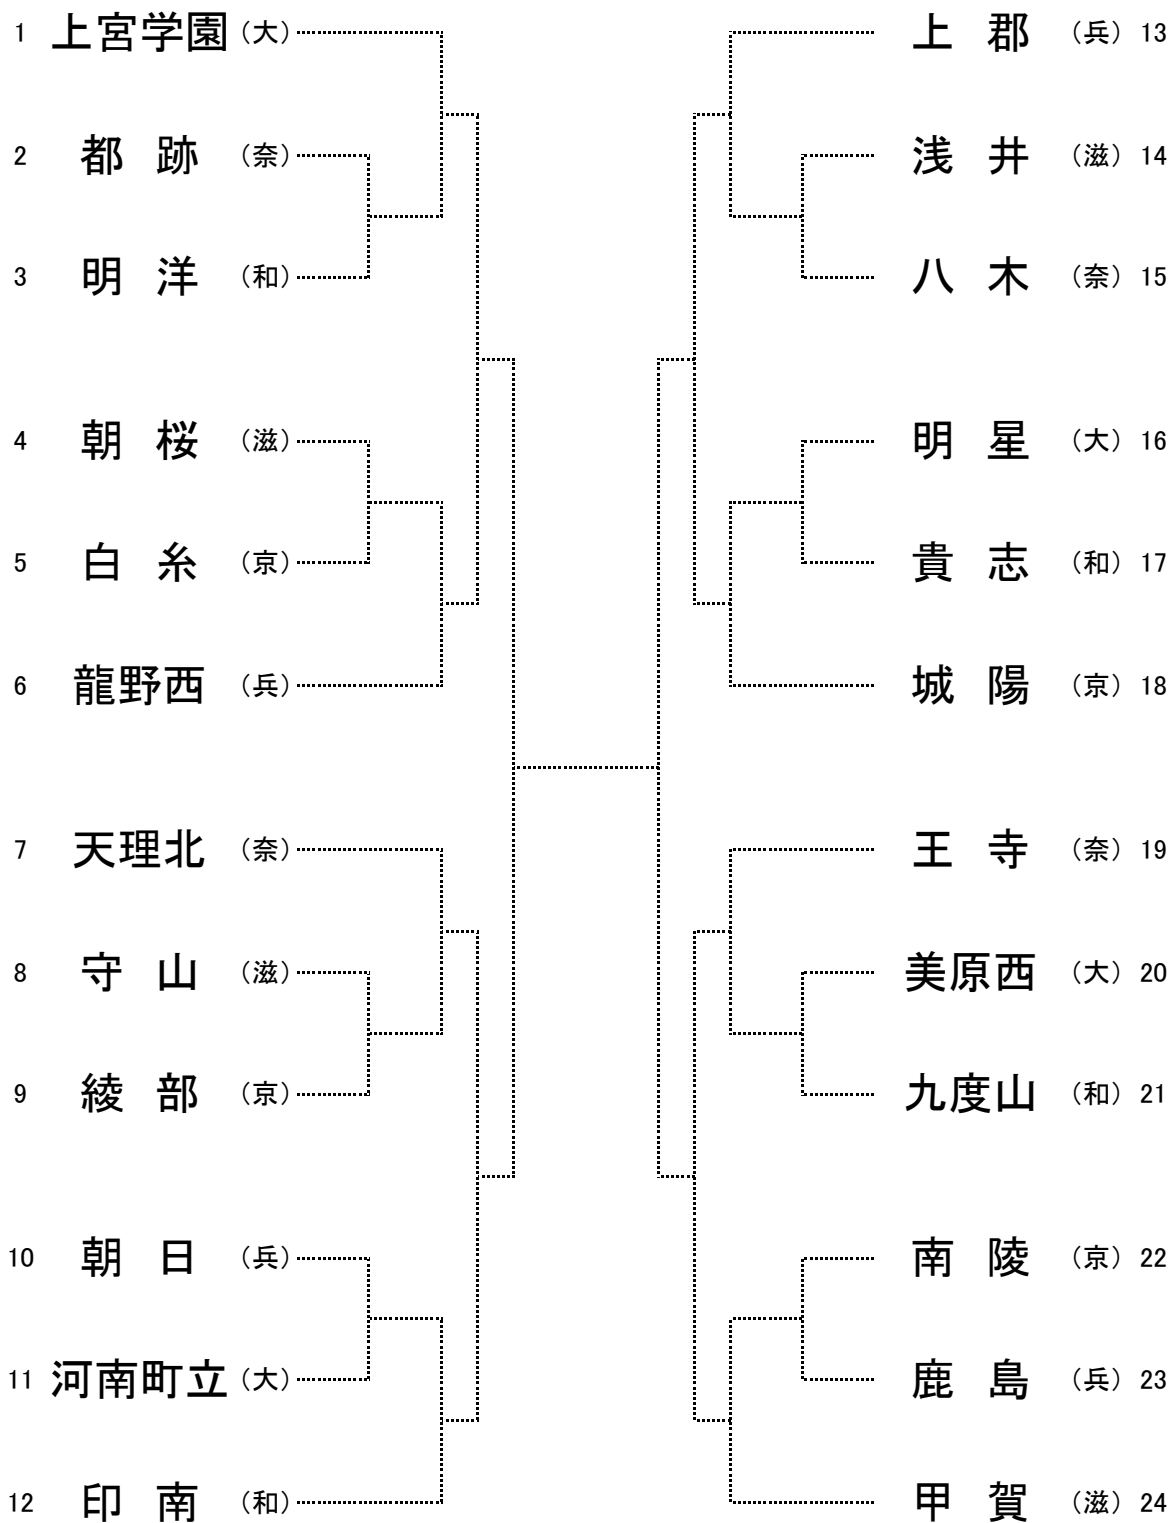 1 上宮学園 （大）
2 都跡 （奈）
3 明洋 （和）
4 朝桜 （滋）
5 白糸 （京）
6 龍野西 （兵）
7 天理北 （奈）
8 守山 （滋）
9 綾部 （京）
10 朝日 （兵）
11 河南町立 （大）
12 印南 （和）
上郡 （兵） 13
浅井 （滋） 14
八木 （奈） 15
明星 （大） 16
貴志 （和） 17
城陽 （京） 18
王寺 （奈） 19
美原西 （大） 20
九度山 （和） 21
南陵 （京） 22
鹿島 （兵） 23
甲賀 （滋） 24